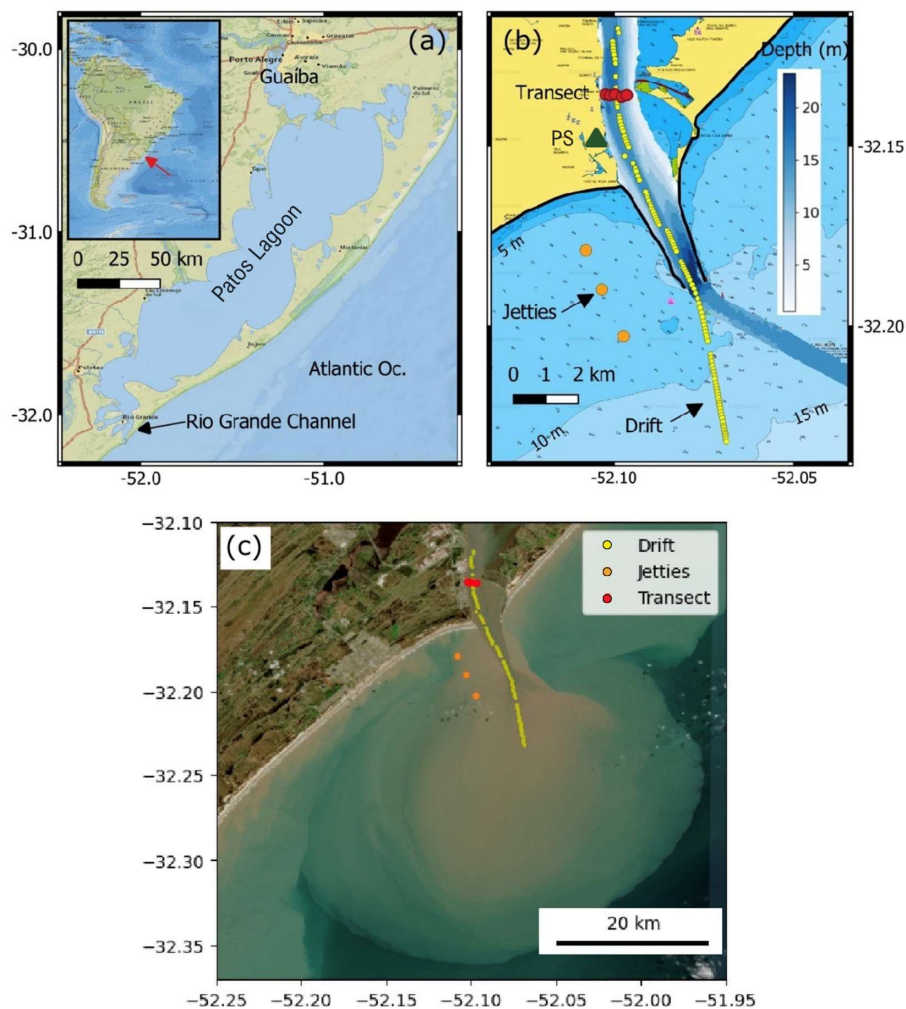 (a)
-30.0
-31.0
-32.0
Porto Alegre
Guaíba
Viamão
0 25 50 km
Patos Lagoon
Atlantic Oc.
Rio Grande
Rio Grande Channel
-52.0 -51.0
(b)
Depth (m)
20
15
10
5
Transect
PS
5 m
Jetties
0 1 2 km
Drift
10 m
15 m
-32.15
-32.20
-52.10 -52.05
(c)
Drift
Jetties
Transect
-32.10
-32.15
-32.20
-32.25
-32.30
-32.35
20 km
-52.25 -52.20 -52.15 -52.10 -52.05 -52.00 -51.95